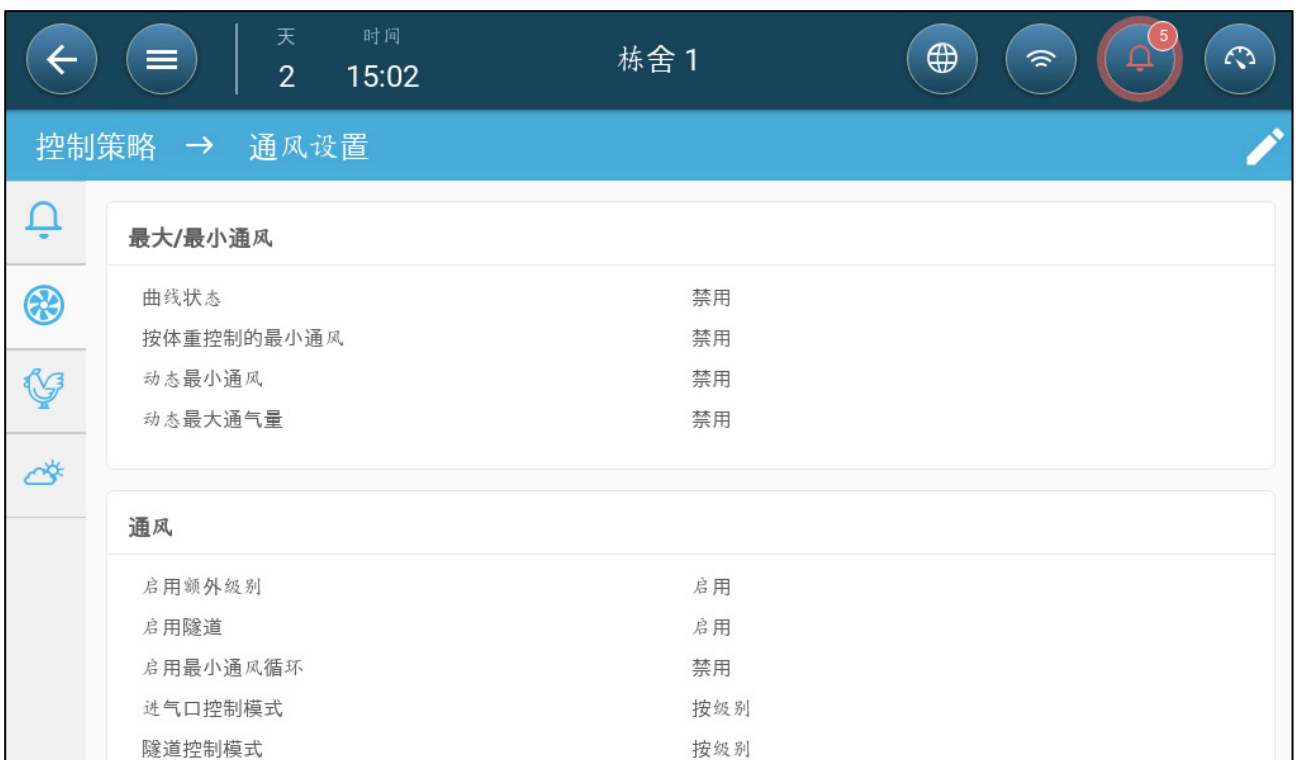 天 时间 栋舍 1 5
2 15:02
控制策略 → 通风设置
最大/最小通风
曲线状态 禁用
按体重控制的最小通风 禁用
动态最小通风 禁用
动态最大通气量 禁用
通风
启用额外级别 启用
启用隧道 启用
启用最小通风循环 禁用
进气口控制模式 按级别
隧道控制模式 按级别